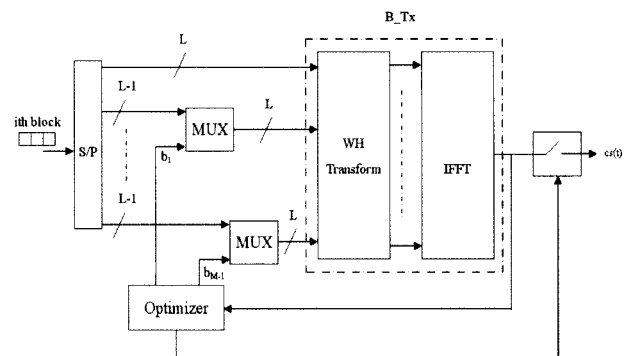 B_Tx
L
L-1
L
ith block
MUX
S/P
b1
WH
Transform
IFFT
cs(t)
L-1
L
MUX
bM-1
Optimizer